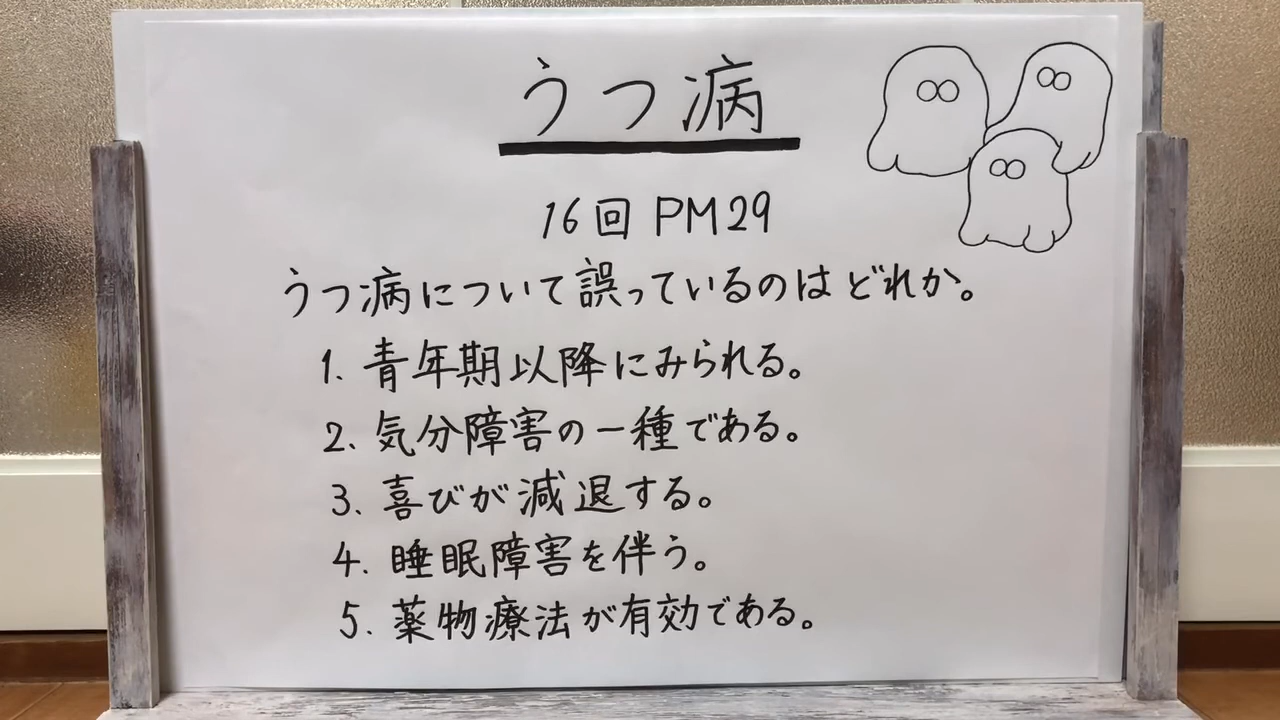 うつ病
16回 PM29
うつ病について誤っているのはどれか。
1. 青年期以降にみられる。
2. 気分障害の一種である。
3. 喜びが減退する。
4. 睡眠障害を伴う。
5. 薬物療法が有効である。